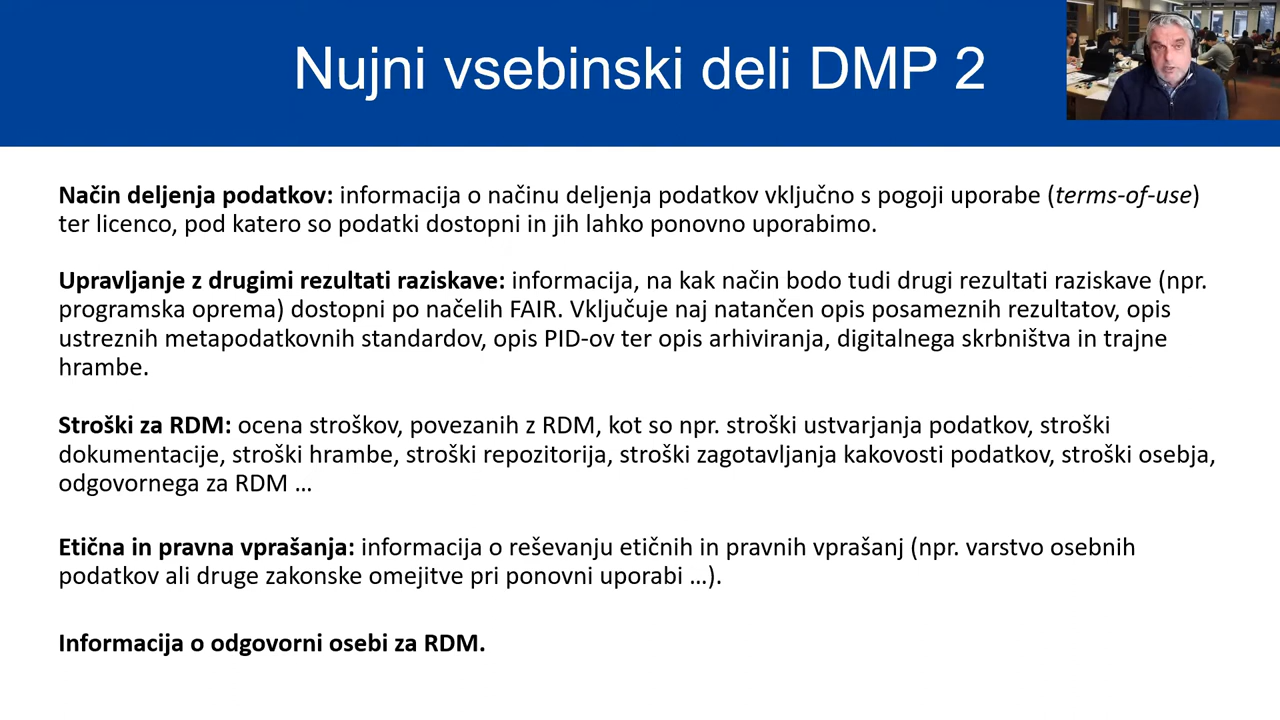 Nujni vsebinski deli DMP 2
Način deljenja podatkov: informacija o načinu deljenja podatkov vključno s pogoji uporabe (terms-of-use)
ter licenco, pod katero so podatki dostopni in jih lahko ponovno uporabimo.
Upravljanje z drugimi rezultati raziskave: informacija, na kak način bodo tudi drugi rezultati raziskave (npr.
programska oprema) dostopni po načelih FAIR. Vključuje naj natančen opis posameznih rezultatov, opis
ustreznih metapodatkovnih standardov, opis PID-ov ter opis arhiviranja, digitalnega skrbništva in trajne
hrambe.
Stroški za RDM: ocena stroškov, povezanih z RDM, kot so npr. stroški ustvarjanja podatkov, stroški
dokumentacije, stroški hrambe, stroški repozitorija, stroški zagotavljanja kakovosti podatkov, stroški osebja,
odgovornega za RDM …
Etična in pravna vprašanja: informacija o reševanju etičnih in pravnih vprašanj (npr. varstvo osebnih
podatkov ali druge zakonske omejitve pri ponovni uporabi …).
Informacija o odgovorni osebi za RDM.